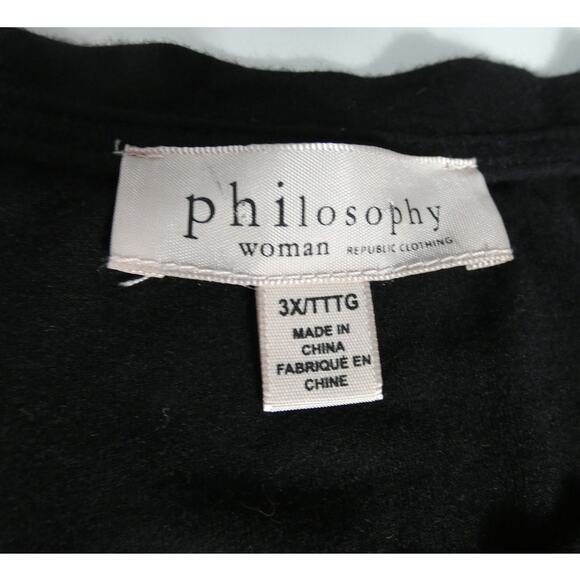 philosophy
woman REPUBLIC CLOTHING
3X/TTTG
MADE IN
CHINA
FABRIQUÉ EN
CHINE